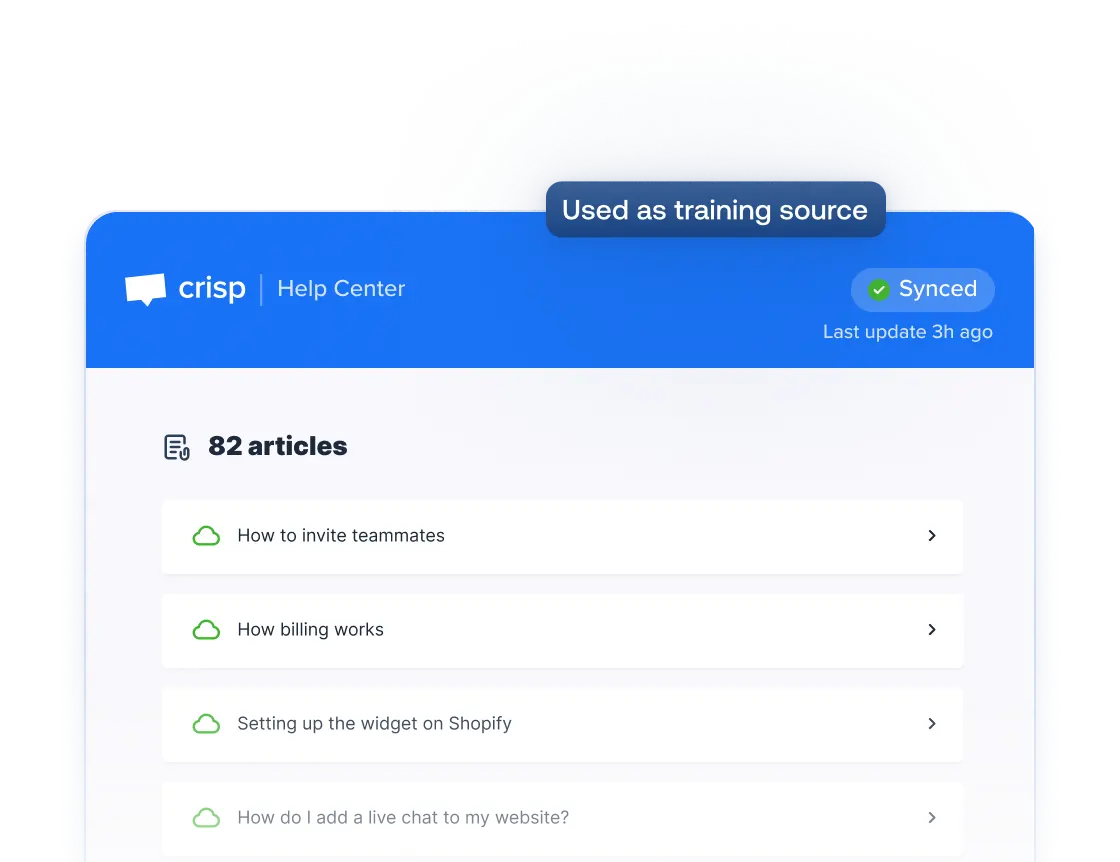 Used as training source
crisp | Help Center
Synced
Last update 3h ago
82 articles
How to invite teammates
How billing works
Setting up the widget on Shopify
How do I add a live chat to my website?